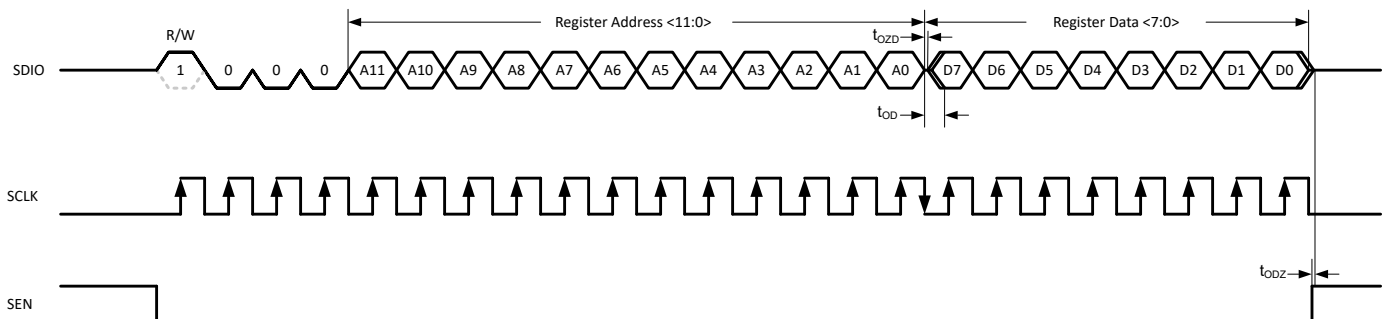 Register Address <11:0> Register Data <7:0>
R/W tOZD
SDIO 1 0 0 0 A11 A10 A9 A8 A7 A6 A5 A4 A3 A2 A1 A0 D7 D6 D5 D4 D3 D2 D1 D0
tOD
SCLK
tODZ
SEN